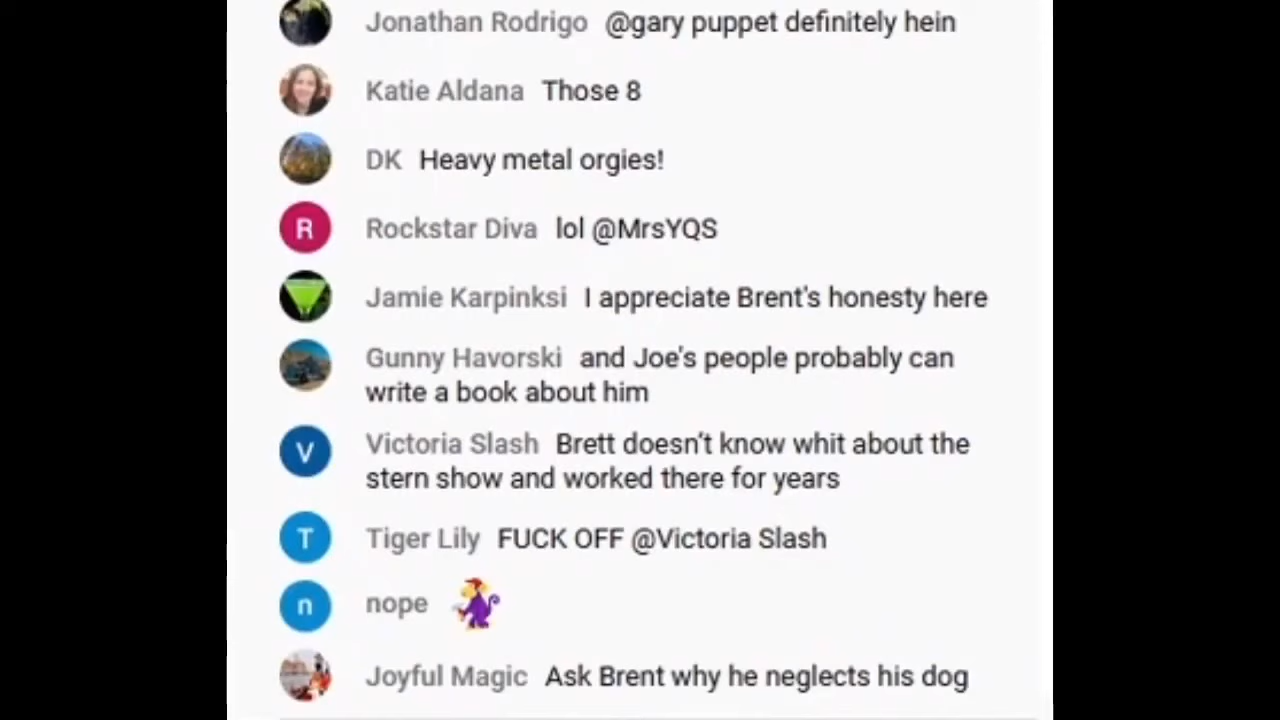 Jonathan Rodrigo @gary puppet definitely hein
Katie Aldana Those 8
DK Heavy metal orgies!
R Rockstar Diva lol @MrsYQS
Jamie Karpinksi I appreciate Brent's honesty here
Gunny Havorski and Joe's people probably can
write a book about him
V Victoria Slash Brett doesn't know whit about the
stern show and worked there for years
T Tiger Lily FUCK OFF @Victoria Slash
n nope
Joyful Magic Ask Brent why he neglects his dog